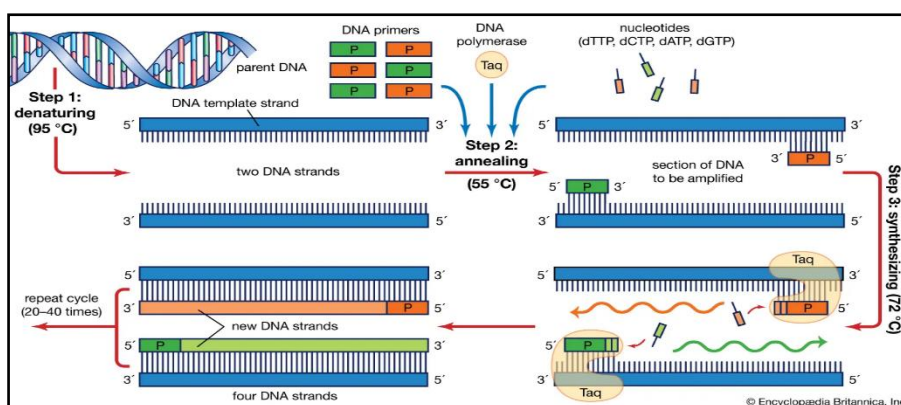 DNA primers
P P
P P
P P
DNA
polymerase
Taq
nucleotides
(dTTP, dCTP, dATP, dGTP)
parent DNA
Step 1:
denaturing
(95 °C)
DNA template strand
5′ 3′
two DNA strands
3′ 5′
Step 2:
annealing
(55 °C)
5′ 3′
3′ P 5′
section of DNA
to be amplified
5′ P 3′
3′ 5′
Step 3: synthesizing (72 °C)
Taq
5′ 3′
P 5′
5′ P
3′ 5′
Taq
repeat cycle
(20–40 times)
5′ 3′
3′ P 5′
new DNA strands
5′ P 3′
3′ 5′
four DNA strands
© Encyclopædia Britannica, Inc